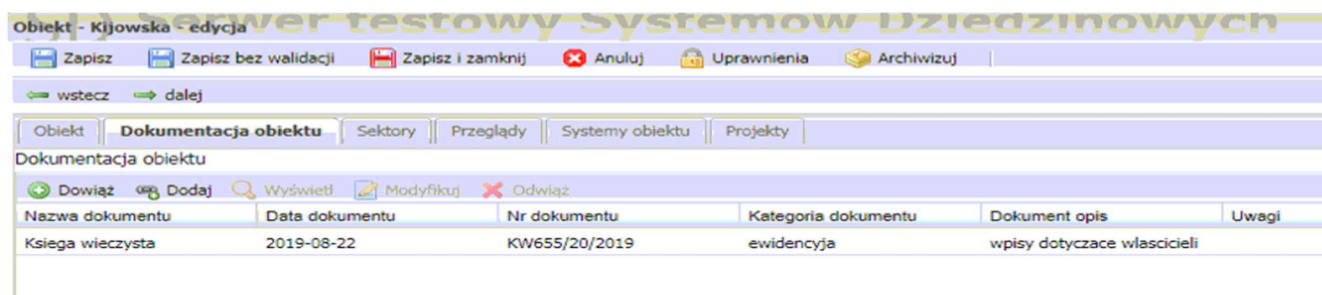 Serwer testowy Systemów Dziedzinowych
Obiekt - Kijowska - edycja
Zapisz Zapisz bez walidacji Zapisz i zamknij Anuluj Uprawnienia Archiwizuj
wstecz dalej
Obiekt Dokumentacja obiektu Sektory Przeglądy Systemy obiektu Projekty
Dokumentacja obiektu
Dowiąż Dodaj Wyświetl Modyfikuj Odwiąż
Nazwa dokumentu Data dokumentu Nr dokumentu Kategoria dokumentu Dokument opis Uwagi
Ksiega wieczysta 2019-08-22 KW655/20/2019 ewidencyja wpisy dotyczace wlascicieli